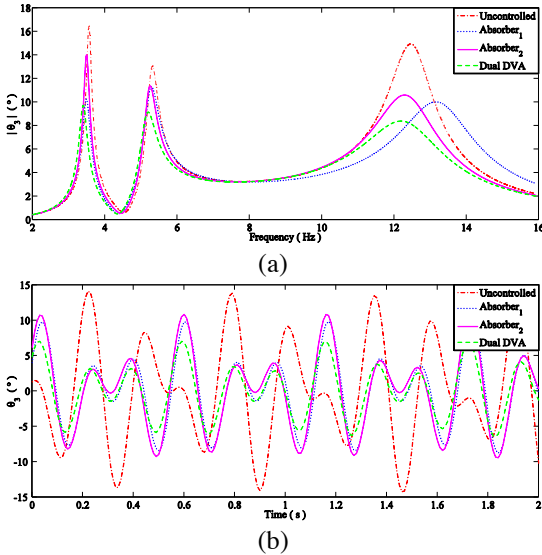 18
16
14
12
10
8
6
4
2
0
|θ₃| (°)
Uncontrolled
Absorber₁
Absorber₂
Dual DVA
2 4 6 8 10 12 14 16
Frequency ( Hz )
(a)
15
10
5
0
-5
-10
-15
Uncontrolled
Absorber₁
Absorber₂
Dual DVA
0 0.2 0.4 0.6 0.8 1 1.2 1.4 1.6 1.8 2
Time ( s )
(b)